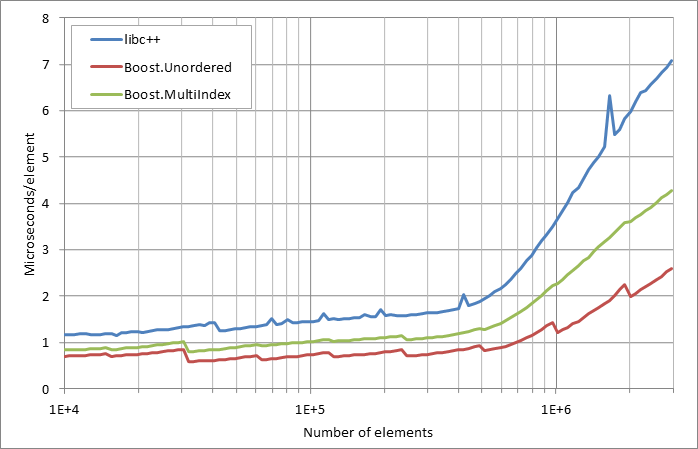 8
7
6
5
4
3
2
1
0
Microseconds/element
libc++
Boost.Unordered
Boost.MultiIndex
1E+4
1E+5
1E+6
Number of elements